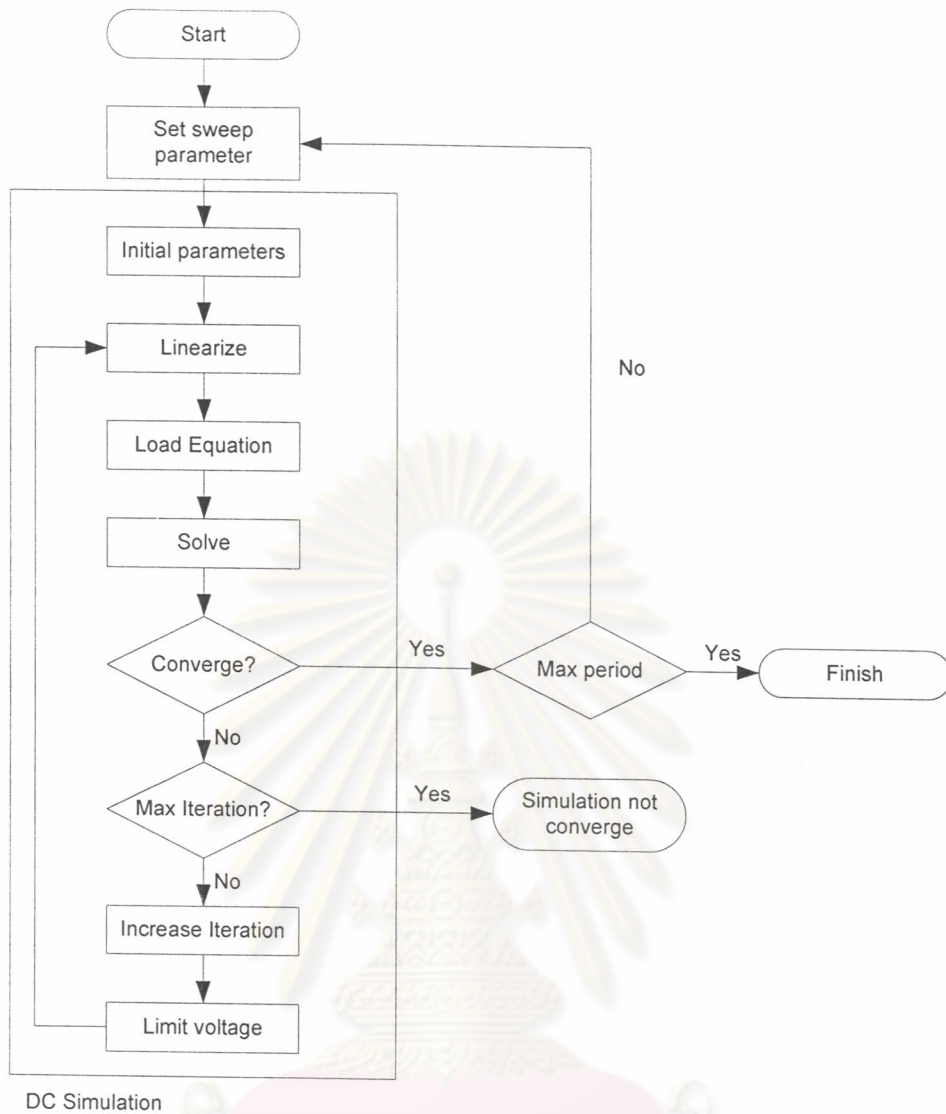 Start
Set sweep
parameter
Initial parameters
Linearize
No
Load Equation
Solve
Converge?
Yes
Max period
Yes
Finish
No
Max Iteration?
Yes
Simulation not
converge
No
Increase Iteration
Limit voltage
DC Simulation